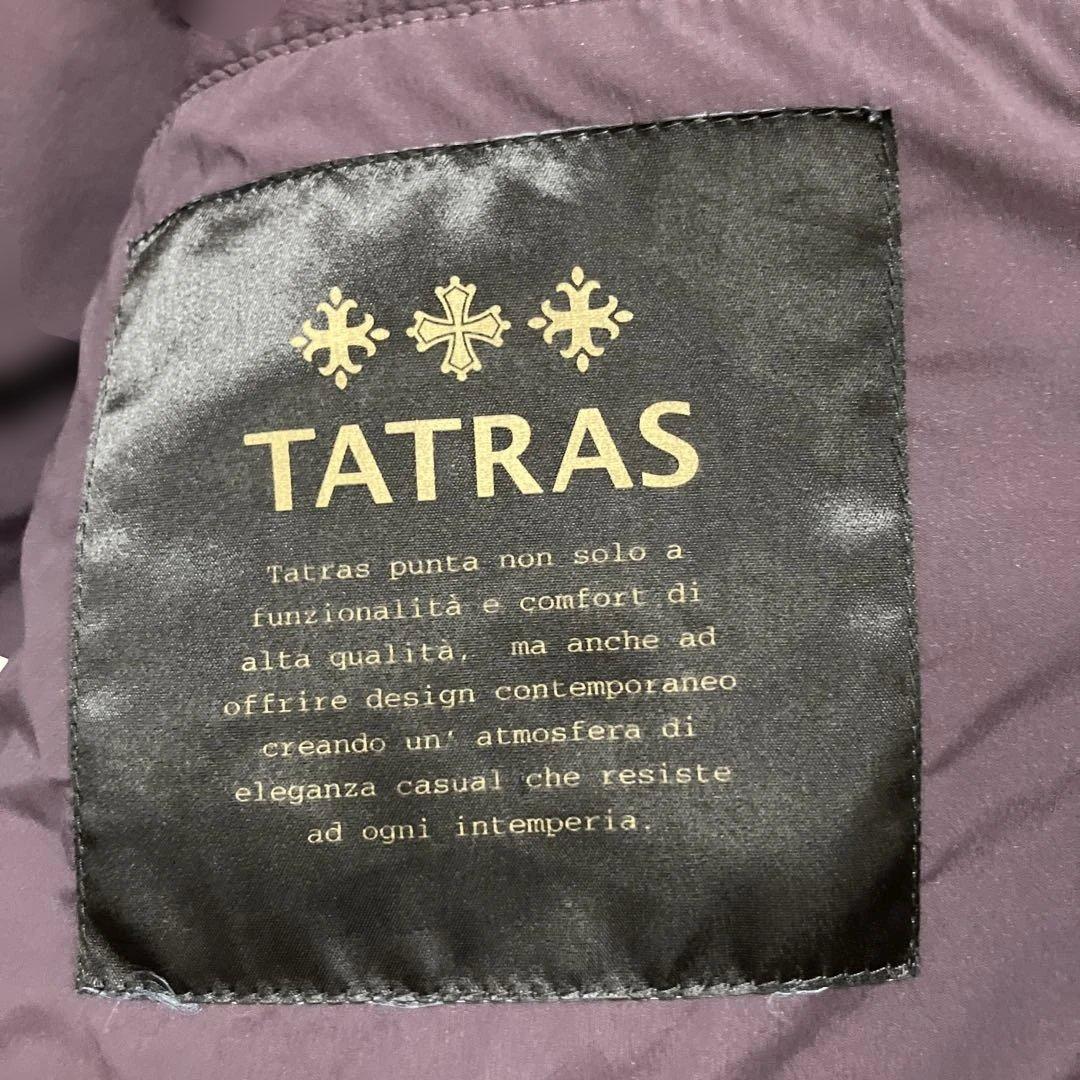 TATRAS
Tatras punta non solo a
funzionalità e comfort di
alta qualità, ma anche ad
offrire design contemporaneo
creando un' atmosfera di
eleganza casual che resiste
ad ogni intemperia.